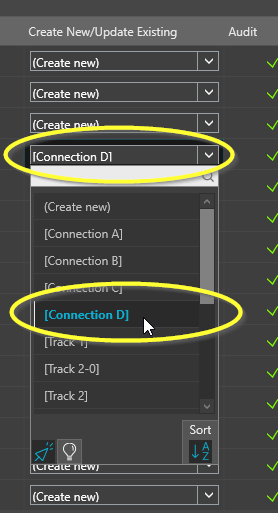 Create New/Update Existing Audit
(Create new)
(Create new)
(Create new)
[Connection D]
(Create new)
[Connection A]
[Connection B]
[Connection C]
[Connection D]
[Track 1]
[Track 2-0]
[Track 2]
Sort
A
Z
(Create new)
(Create new)